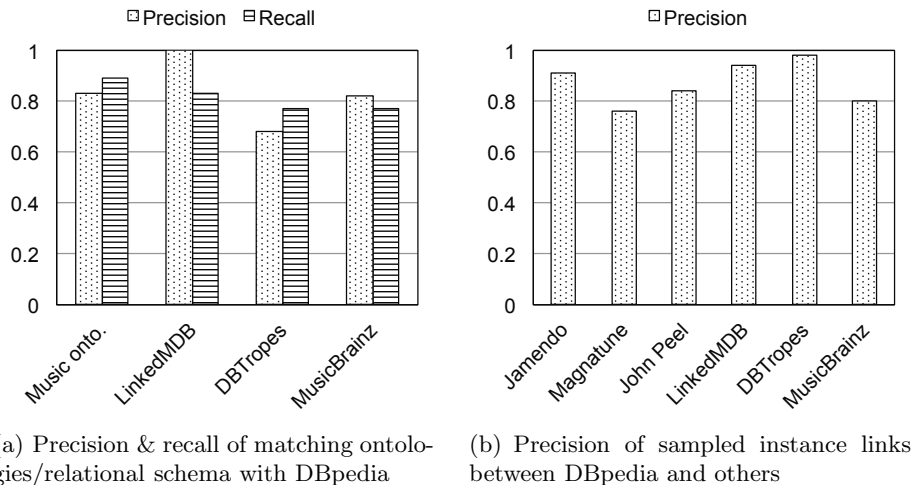 Precision Recall
1
0.8
0.6
0.4
0.2
0
Music onto.
LinkedMDB
DBTropes
MusicBrainz
a) Precision & recall of matching ontolo-
gies/relational schema with DBpedia
Precision
1
0.8
0.6
0.4
0.2
0
Jamendo
Magnatune
John Peel
LinkedMDB
DBTropes
MusicBrainz
(b) Precision of sampled instance links
between DBpedia and others